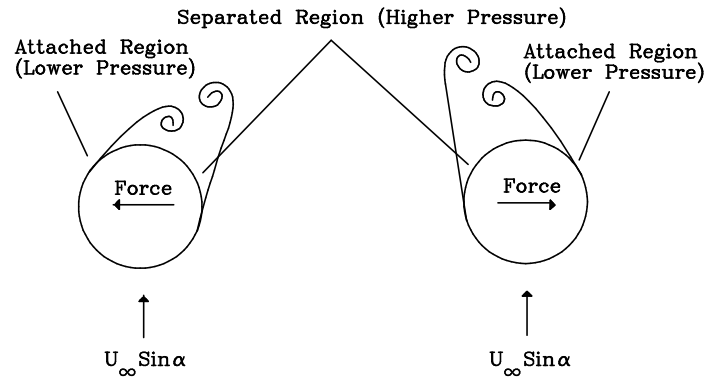 Separated Region (Higher Pressure)
Attached Region
(Lower Pressure)
Attached Region
(Lower Pressure)
Force
Force
U∞Sinα
U∞Sinα